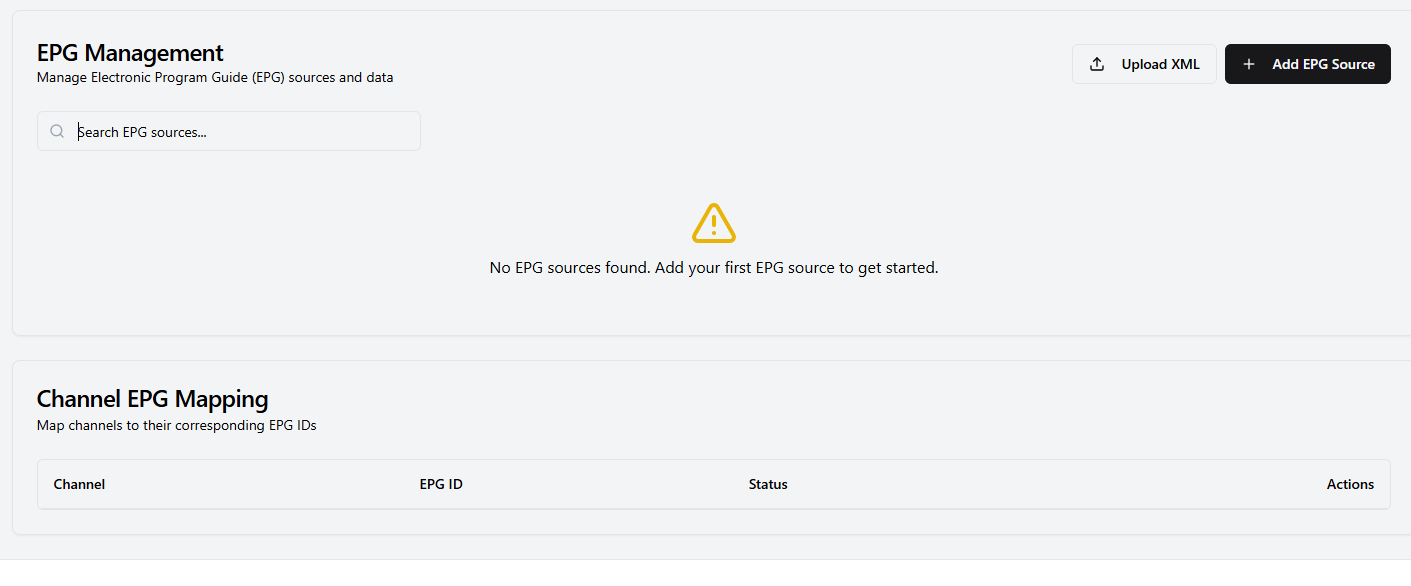 EPG Management
Manage Electronic Program Guide (EPG) sources and data
Upload XML
Add EPG Source
Search EPG sources...
No EPG sources found. Add your first EPG source to get started.
Channel EPG Mapping
Map channels to their corresponding EPG IDs
Channel EPG ID Status Actions